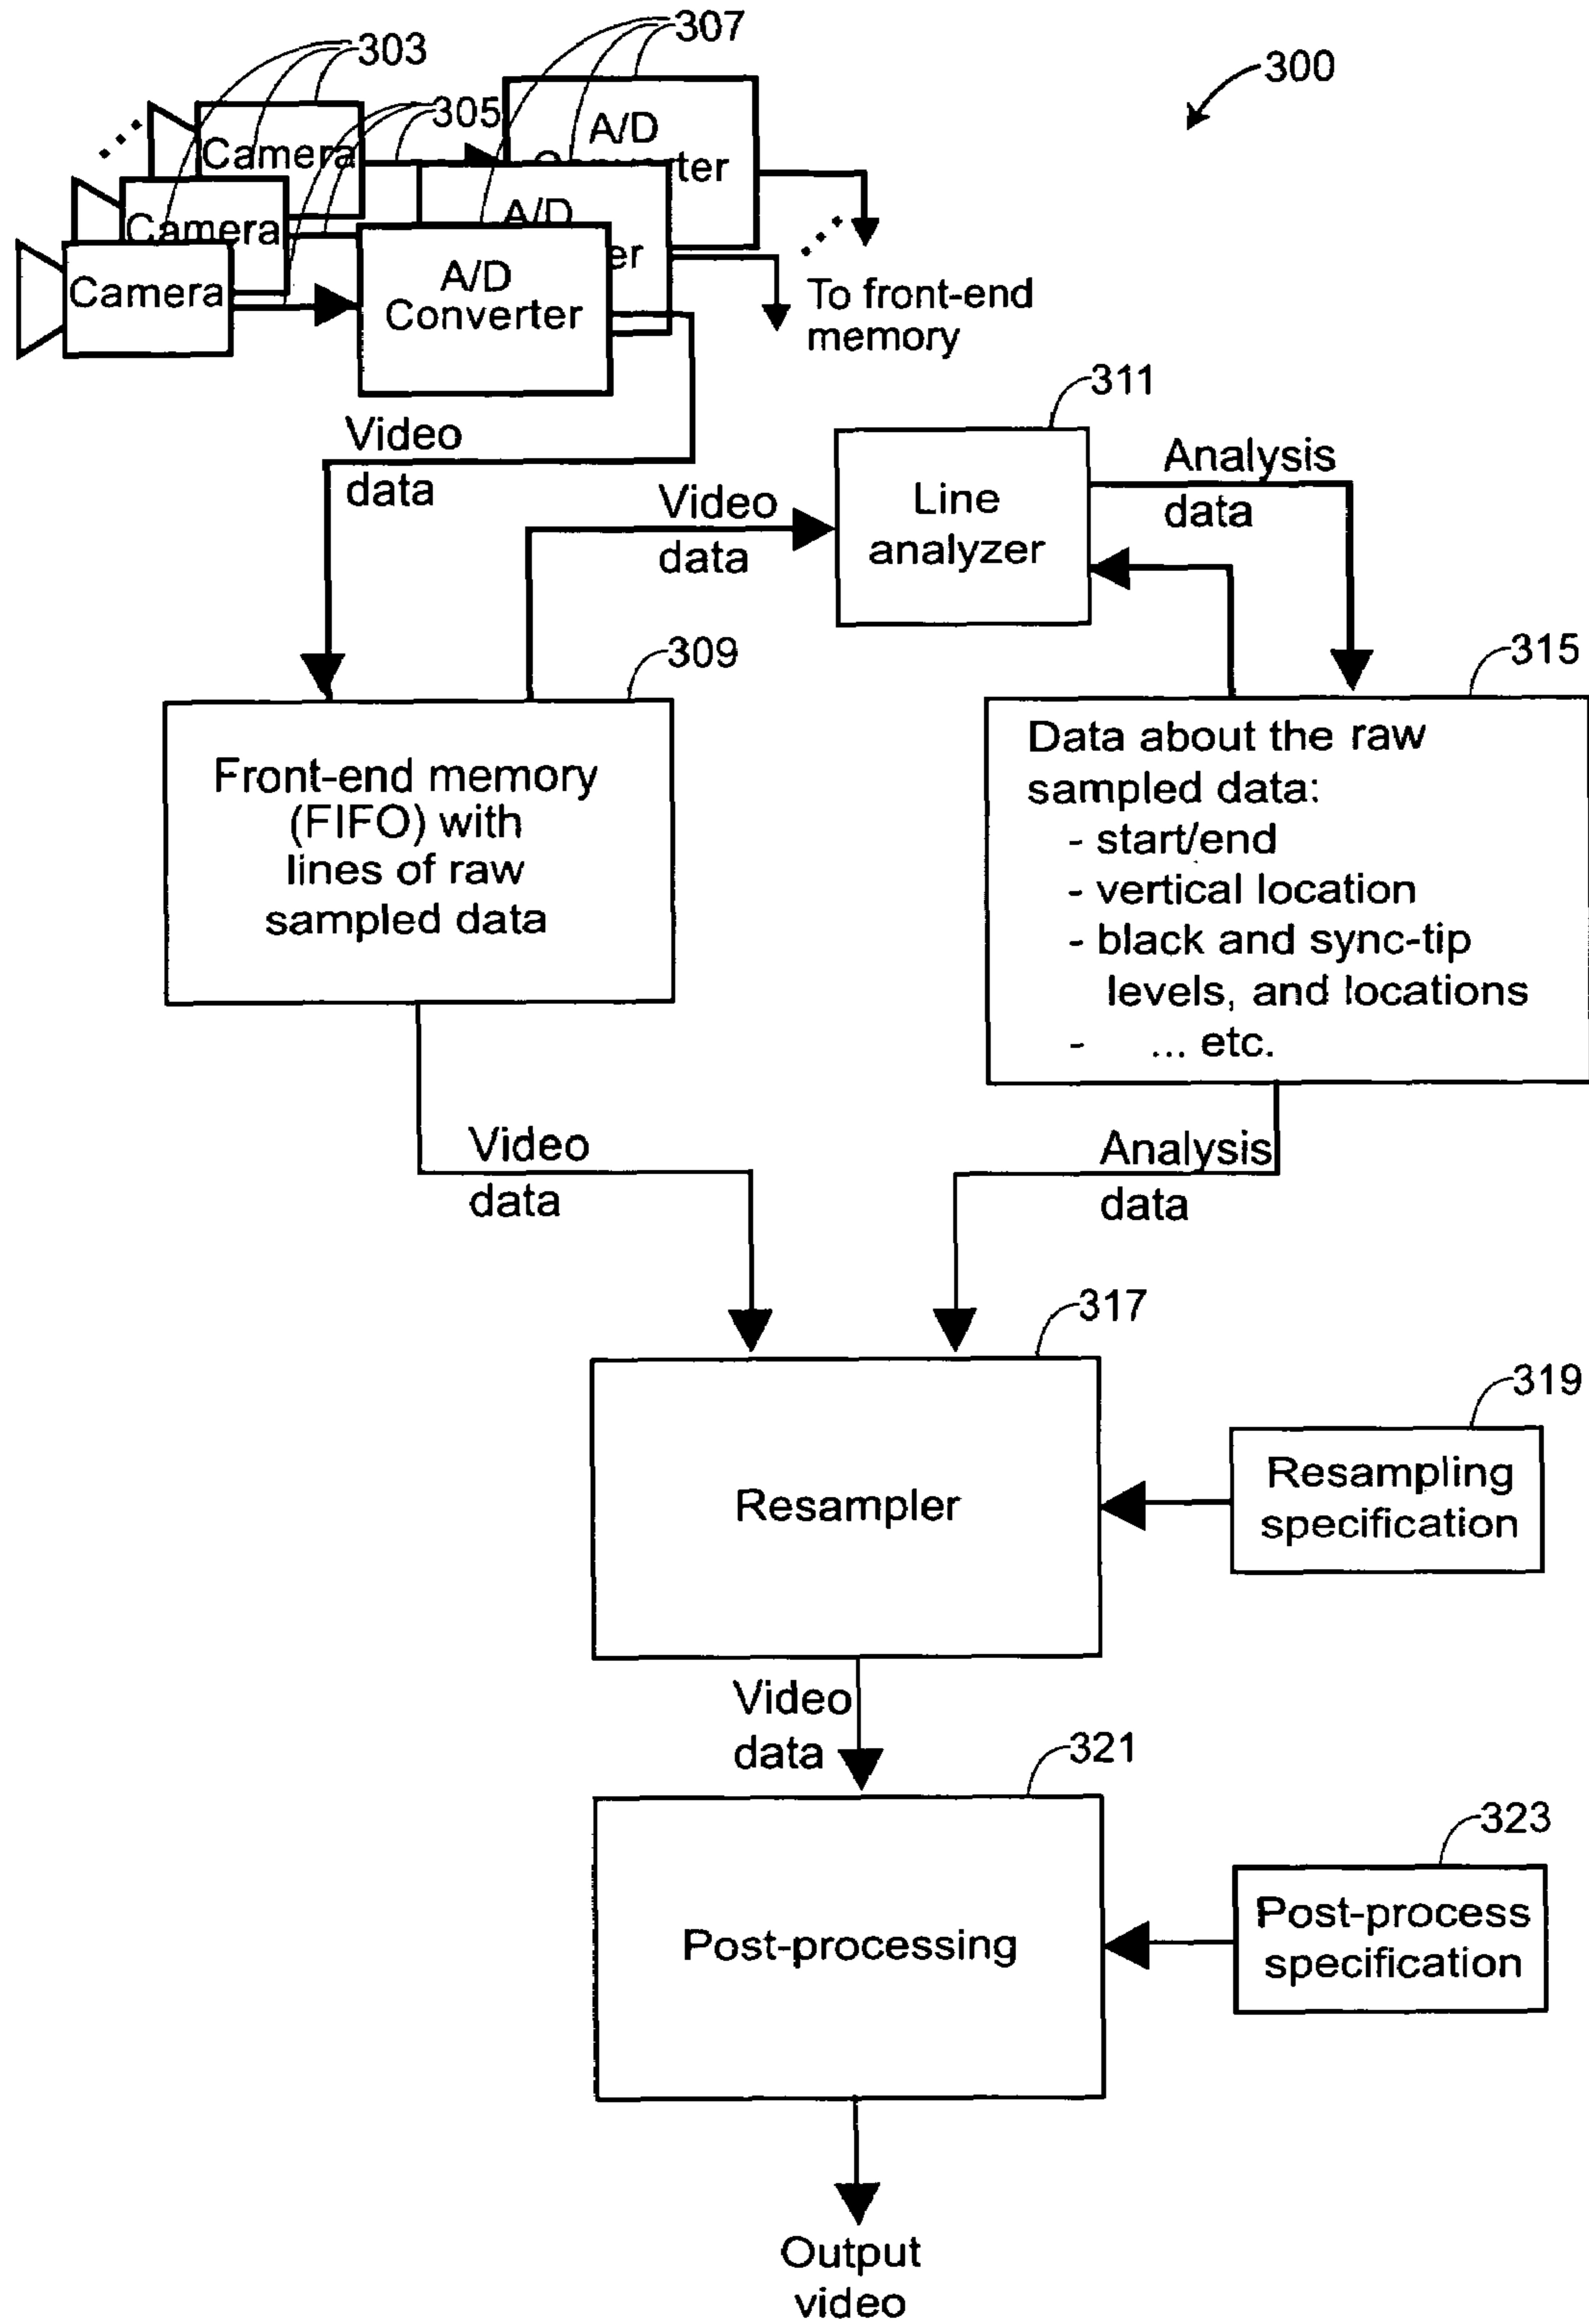 303
307
300
305
Camera
A/D
ter
Camera
A/D
er
Camera
A/D
Converter
To front-end
memory
311
Video
data
Analysis
data
Video
data
Line
analyzer
309
315
Front-end memory
(FIFO) with
lines of raw
sampled data
Data about the raw
sampled data:
- start/end
- vertical location
- black and sync-tip
levels, and locations
- ... etc.
Video
data
Analysis
data
317
319
Resampler
Resampling
specification
Video
data
321
323
Post-processing
Post-process
specification
Output
video